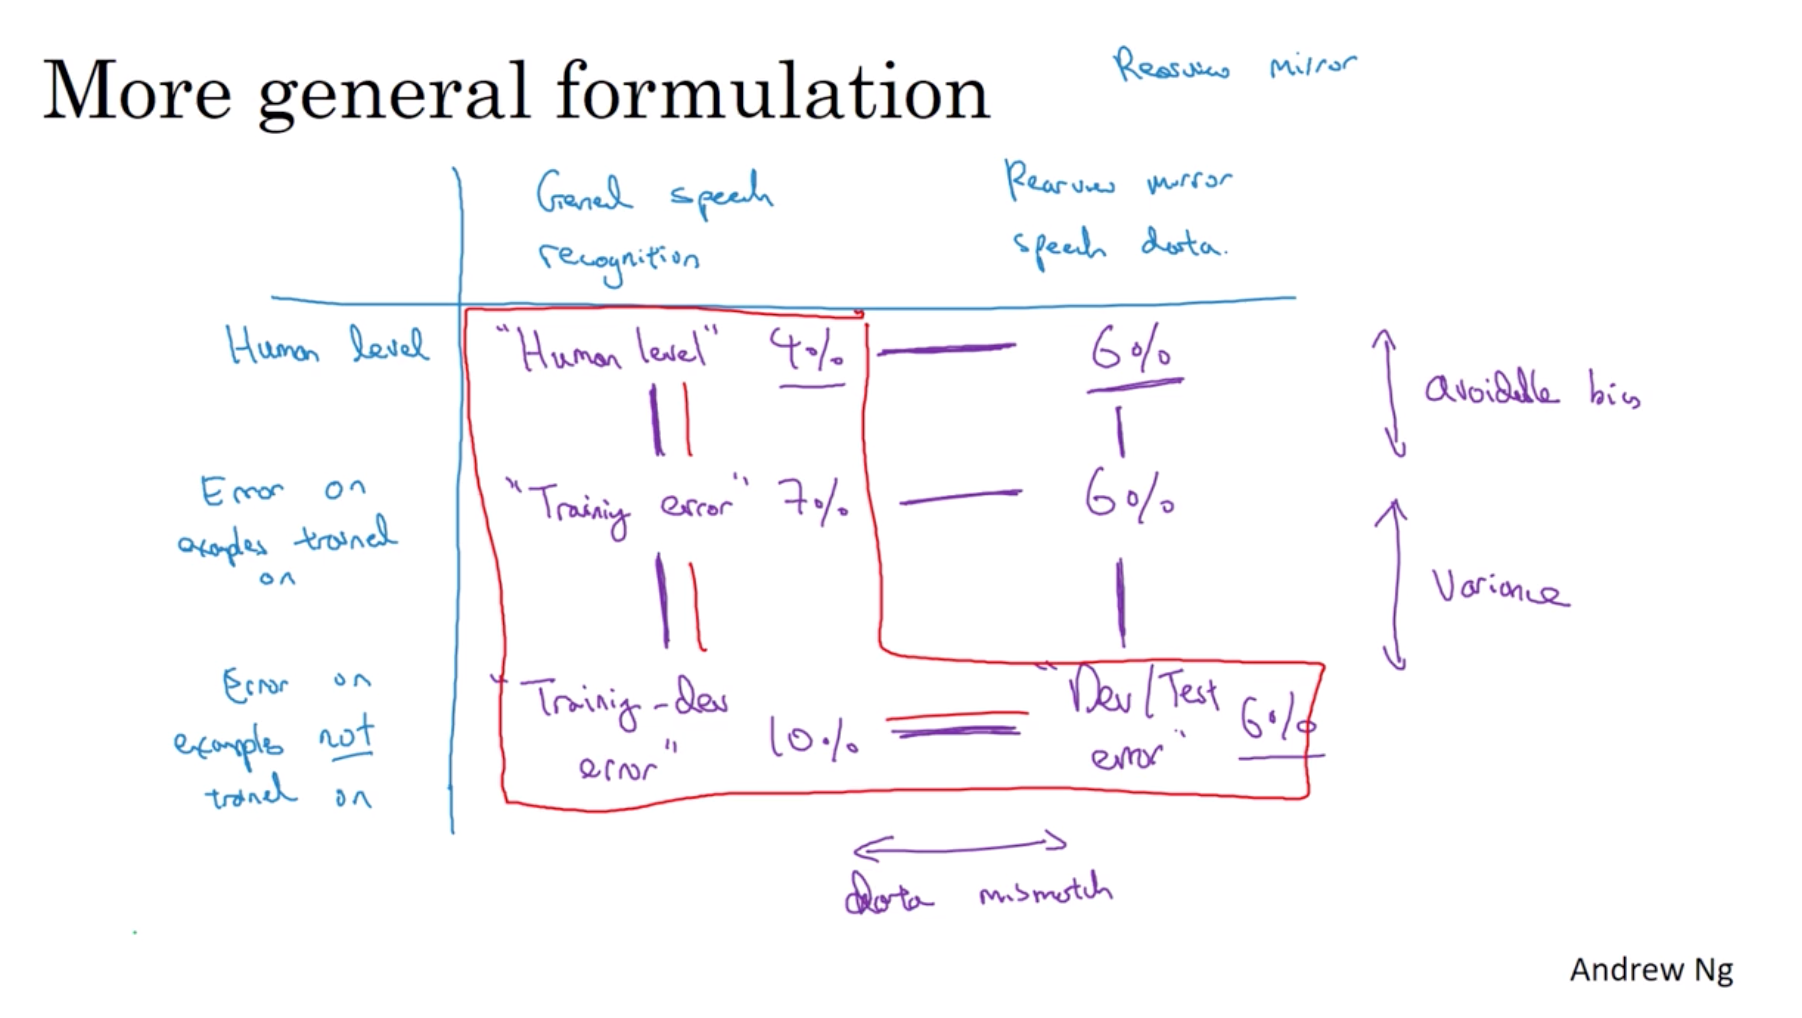 More general formulation
Rearview mirror
General speech
recognition
Rearview mirror
speech data.
Human level
"Human level" 4%
6%
avoidable bias
Error on
examples trained
on
"Training error" 7%
6%
Variance
Error on
examples not
trained on
"Training-dev
error" 10%
"Dev/Test
error" 6%
data mismatch
Andrew Ng